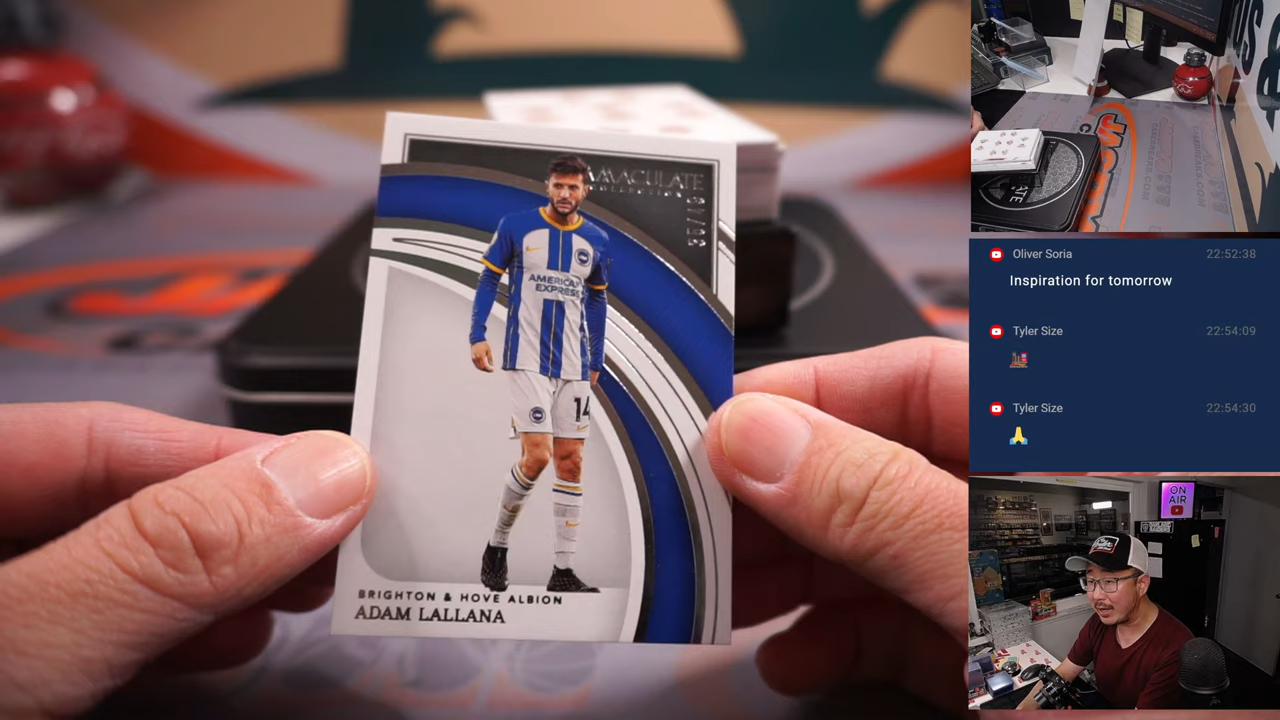 IMMACULATE
COLLECTION
AMERICAN
EXPRESS
14
BRIGHTON & HOVE ALBION
ADAM LALLANA
Oliver Soria 22:52:38
Inspiration for tomorrow
Tyler Size 22:54:09
Tyler Size 22:54:30
ON
AIR